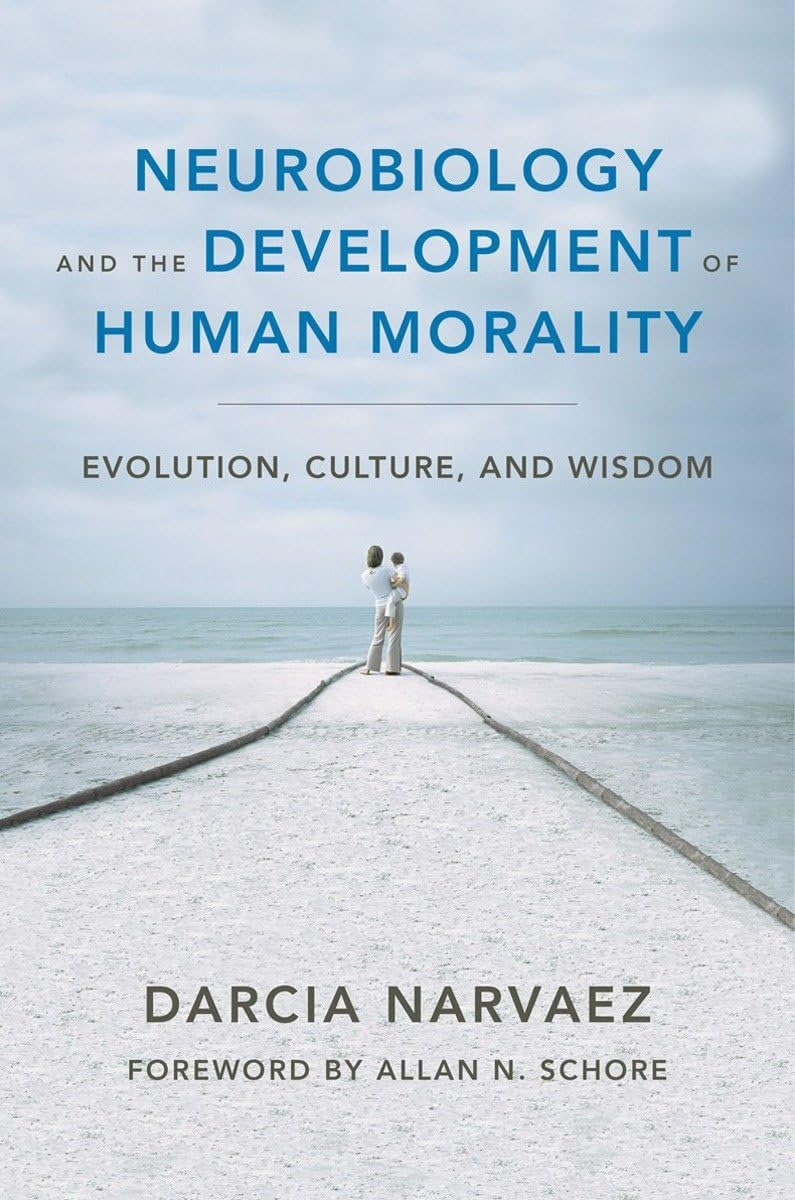 NEUROBIOLOGY
AND THE DEVELOPMENT OF
HUMAN MORALITY
EVOLUTION, CULTURE, AND WISDOM
DARCIA NARVAEZ
FOREWORD BY ALLAN N. SCHORE